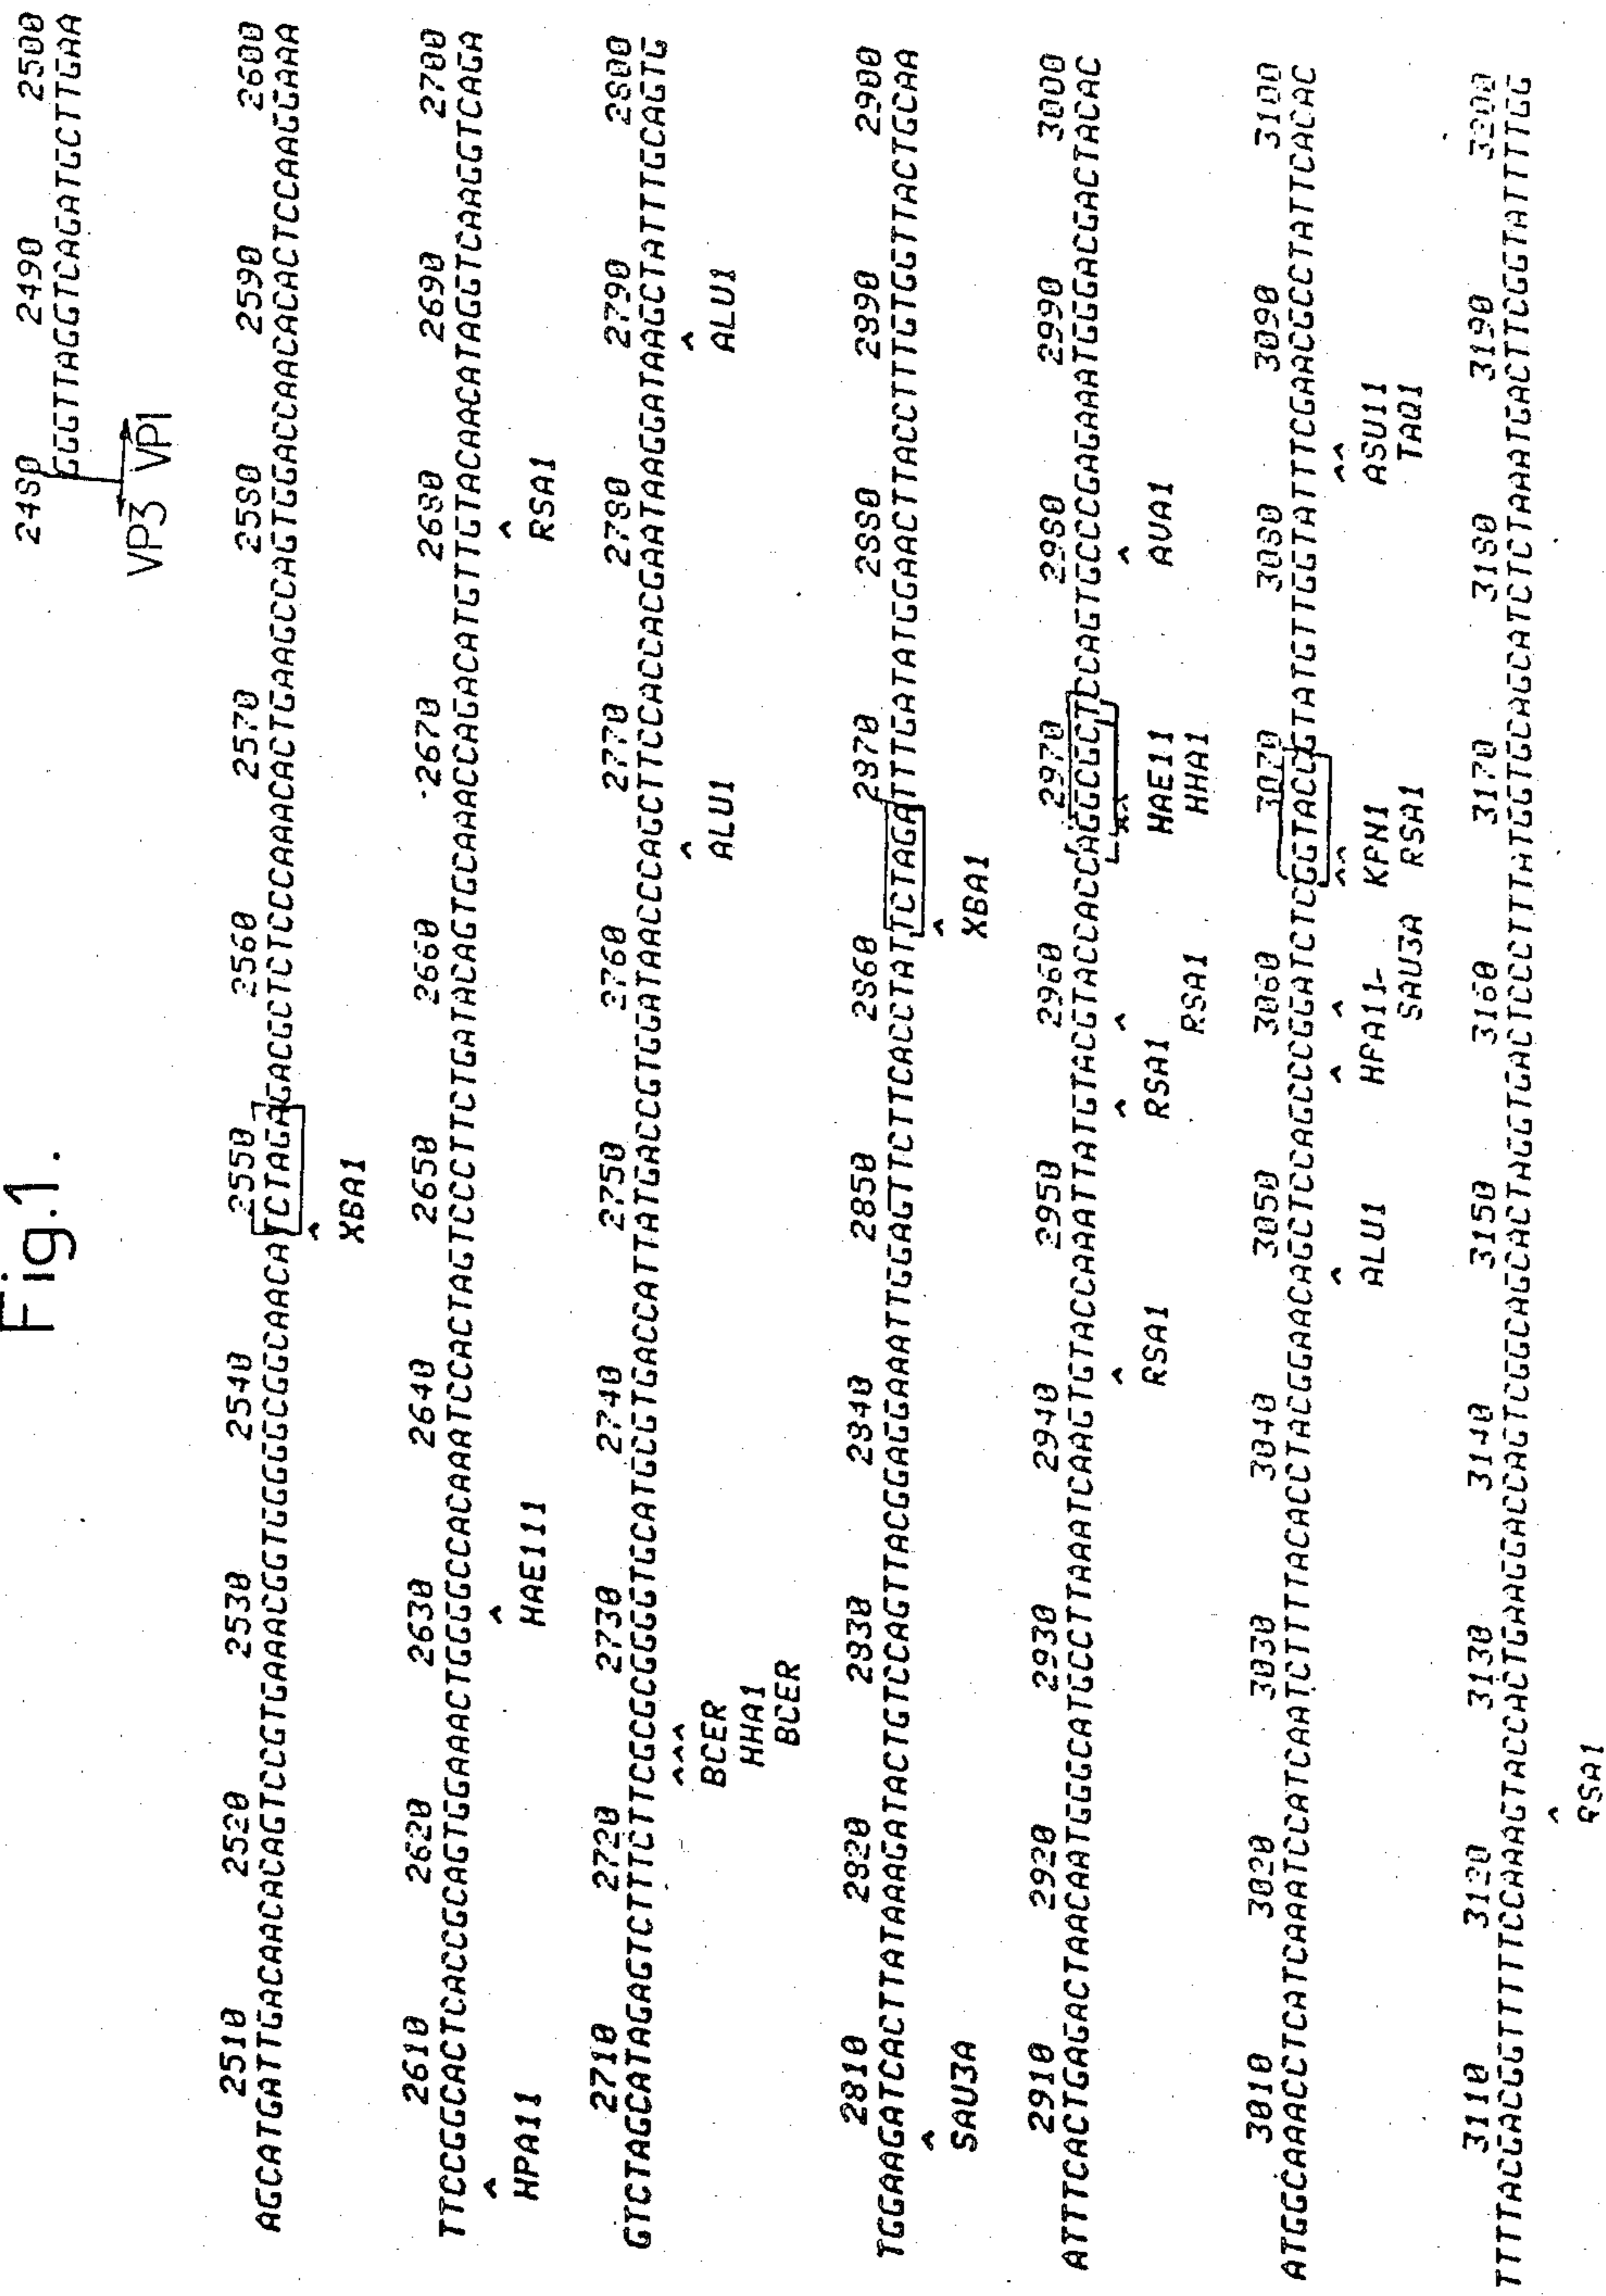 Fig.1.
2480 2490 2500
GGGTTAGGTCAGATGCTTGAA
VP3 VP1
2510 2520 2530 2540 2550 2560 2570 2580 2590 2600
AGCATGATTGACAACACAGTCCGTGAAACGGTGGGGGCGGCAACATCTAGAGACGCTCTCCCAAACACTGAAGCCAGTGGACCAACACACTCCAAGGAAA
^
XBA1
2610 2620 2630 2640 2650 2660 2670 2680 2690 2700
TTCCGGCACTCACCGCAGTGGAAACTGGGGCCACAAATCCACTAGTCCCTTCTGATACAGTGCAAACCAGACATGTTGTACAACATAGGTCAAGGTCAGA
^ ^ ^
HPA11 HAE111 RSA1
2710 2720 2730 2740 2750 2760 2770 2780 2790 2800
GTCTAGCATAGAGTCTTTCTTCGCGCGGGGTGCATGCGTGACCATTATGACCGTGGATAACCCAGCTTCCACCACGAATAAGGATAAGCTATTTGCAGTG
^^^ ^ ^
BCER ALU1 ALU1
HHA1
BCER
2810 2820 2830 2840 2850 2860 2870 2880 2890 2900
TGGAAGATCACTTATAAAGATACTGTCCAGTTACGGAGGAAATTGGAGTTCTTCACCTATTCTAGATTTGATATGGAACTTACCTTTGTGGTTACTGCAA
^ ^
SAU3A XBA1
2910 2920 2930 2940 2950 2960 2970 2980 2990 3000
ATTTCACTGAGACTAACAATGGGCATGCCTTAAATCAAGTGTACCAAATTATGTACGTACCACCAGGCGCTCCAGTGCCCGAGAAATGGGACGACTACAC
^ ^ ^ ^^ ^
RSA1 RSA1 HAE11 AVA1
RSA1 HHA1
3010 3020 3030 3040 3050 3060 3070 3080 3090 3100
ATGGCAAACCTCATCAAATCCATCAATCTTTTACACCTACGGAACAGCTCCAGCCCGGATCTCGGTACCGTATGTTGGTATTTCGAACGCCTATTCACAC
^ ^ ^ ^^ ^^
ALU1 HPA11 KPN1 ASU11
SAU3A RSA1 TAQ1
3110 3120 3130 3140 3150 3160 3170 3180 3190 3200
TTTTACGACGGTTTTTCCAAAGTACCACTGAAGGACCAGTCGGCAGCACTAGGTGACTCCCTTTATGGTGCAGCATCTCTAAATGACTTCGGTATTTTGG
^
RSA1